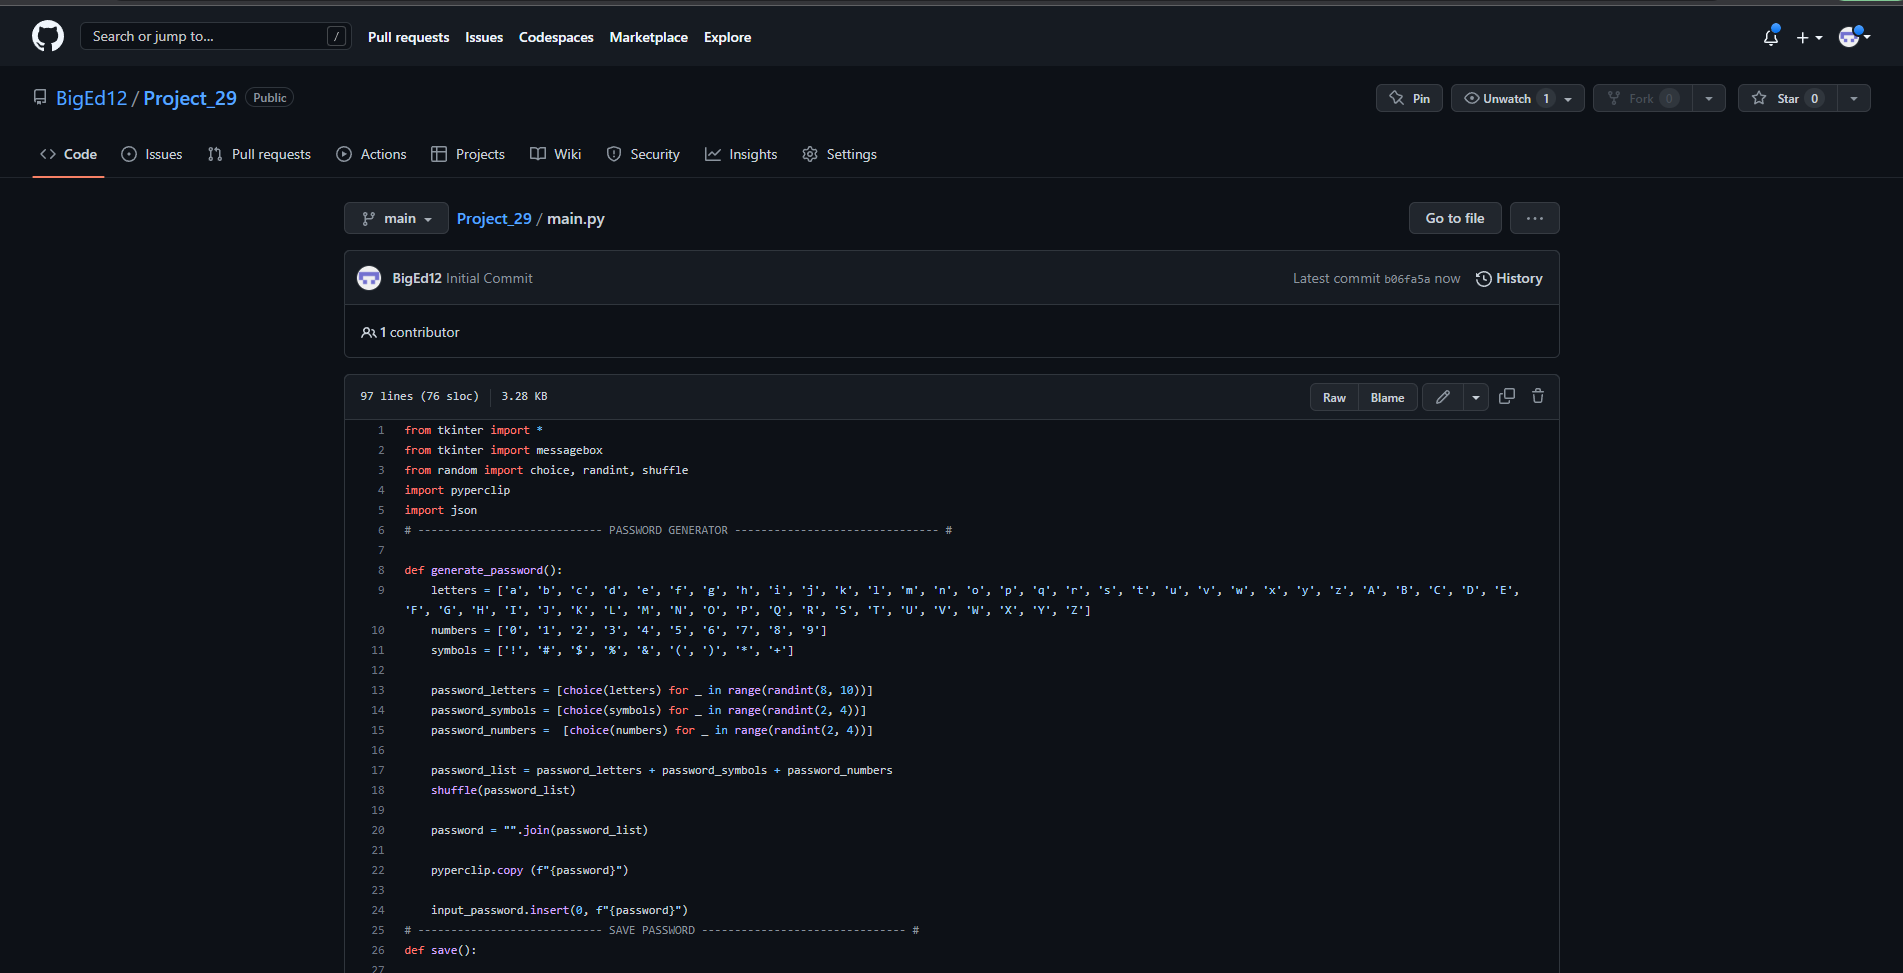 Search or jump to... /
Pull requests Issues Codespaces Marketplace Explore
BigEd12 / Project_29 Public
Pin Unwatch 1 Fork 0 Star 0
Code Issues Pull requests Actions Projects Wiki Security Insights Settings
main Project_29 / main.py Go to file ...
BigEd12 Initial Commit Latest commit b06fa5a now History
1 contributor
97 lines (76 sloc) 3.28 KB Raw Blame
1 from tkinter import *
2 from tkinter import messagebox
3 from random import choice, randint, shuffle
4 import pyperclip
5 import json
6 # ---------------------------- PASSWORD GENERATOR ------------------------------- #
7
8 def generate_password():
9     letters = ['a', 'b', 'c', 'd', 'e', 'f', 'g', 'h', 'i', 'j', 'k', 'l', 'm', 'n', 'o', 'p', 'q', 'r', 's', 't', 'u', 'v', 'w', 'x', 'y', 'z', 'A', 'B', 'C', 'D', 'E',
'F', 'G', 'H', 'I', 'J', 'K', 'L', 'M', 'N', 'O', 'P', 'Q', 'R', 'S', 'T', 'U', 'V', 'W', 'X', 'Y', 'Z']
10     numbers = ['0', '1', '2', '3', '4', '5', '6', '7', '8', '9']
11     symbols = ['!', '#', '$', '%', '&', '(', ')', '*', '+']
12
13     password_letters = [choice(letters) for _ in range(randint(8, 10))]
14     password_symbols = [choice(symbols) for _ in range(randint(2, 4))]
15     password_numbers =  [choice(numbers) for _ in range(randint(2, 4))]
16
17     password_list = password_letters + password_symbols + password_numbers
18     shuffle(password_list)
19
20     password = "".join(password_list)
21
22     pyperclip.copy (f"{password}")
23
24     input_password.insert(0, f"{password}")
25 # ---------------------------- SAVE PASSWORD ------------------------------- #
26 def save():
27